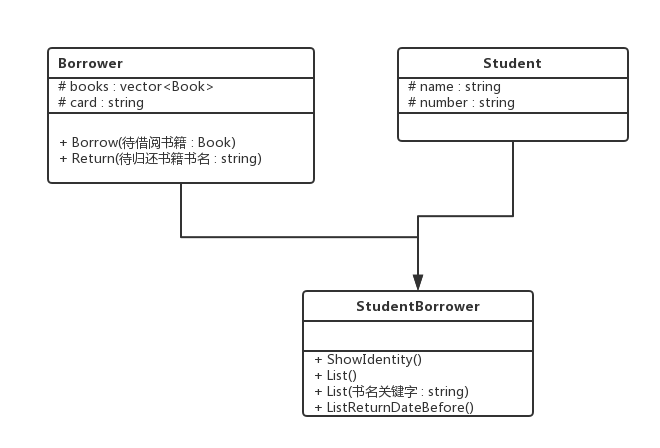 Borrower
# books : vector<Book>
# card : string
+ Borrow(待借阅书籍 : Book)
+ Return(待归还书籍书名 : string)
Student
# name : string
# number : string
StudentBorrower
+ ShowIdentity()
+ List()
+ List(书名关键字 : string)
+ ListReturnDateBefore()